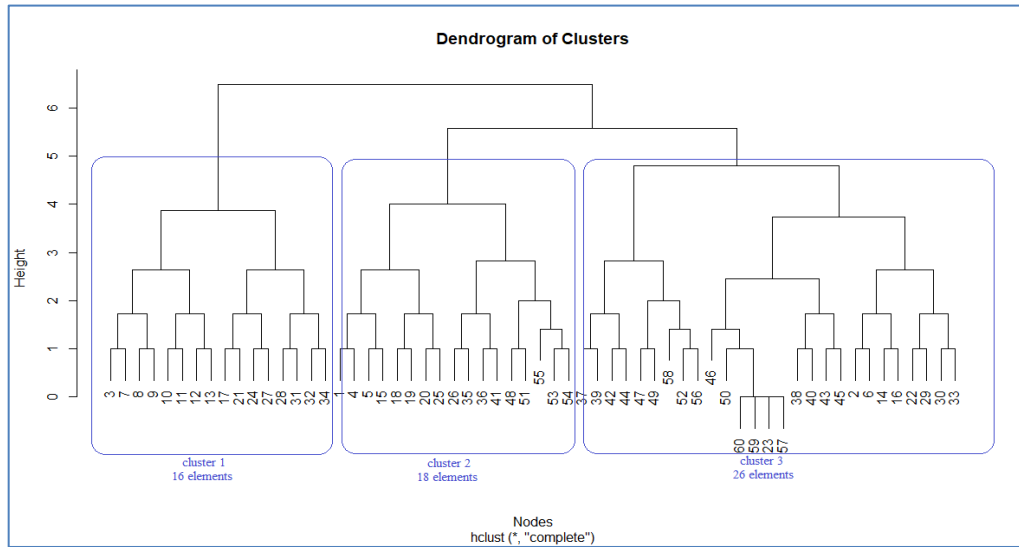 Dendrogram of Clusters
Height
6
5
4
3
2
1
0
3 7 8 9 10 11 12 13 17 21 24 27 28 31 32 34 1 4 5 15 18 19 20 25 26 35 36 41 48 51 55 53 54 37 39 42 44 47 49 58 52 56 46 50 60 59 23 57 38 40 43 45 2 6 14 16 22 29 30 33
cluster 1
16 elements
cluster 2
18 elements
cluster 3
26 elements
Nodes
hclust (*, "complete")